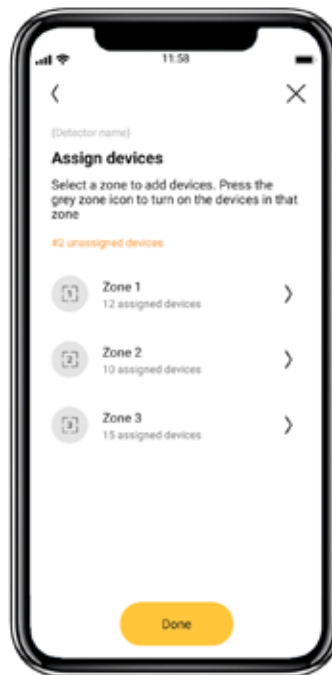 11:58
{Detector name}
Assign devices
Select a zone to add devices. Press the
grey zone icon to turn on the devices in that
zone
#2 unassigned devices
1
Zone 1
12 assigned devices
2
Zone 2
10 assigned devices
3
Zone 3
15 assigned devices
Done